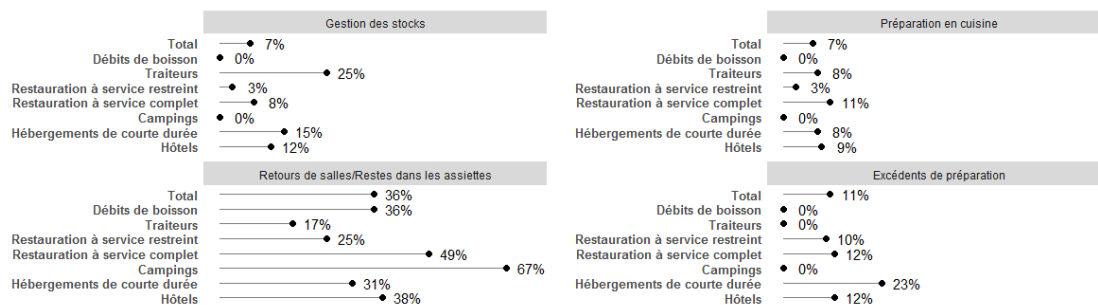 Gestion des stocks
Total 7%
Débits de boisson 0%
Traiteurs 25%
Restauration à service restreint 3%
Restauration à service complet 8%
Campings 0%
Hébergements de courte durée 15%
Hôtels 12%
Préparation en cuisine
Total 7%
Débits de boisson 0%
Traiteurs 8%
Restauration à service restreint 3%
Restauration à service complet 11%
Campings 0%
Hébergements de courte durée 8%
Hôtels 9%
Retours de salles/Restes dans les assiettes
Total 36%
Débits de boisson 36%
Traiteurs 17%
Restauration à service restreint 25%
Restauration à service complet 49%
Campings 67%
Hébergements de courte durée 31%
Hôtels 38%
Excédents de préparation
Total 11%
Débits de boisson 0%
Traiteurs 0%
Restauration à service restreint 10%
Restauration à service complet 12%
Campings 0%
Hébergements de courte durée 23%
Hôtels 12%